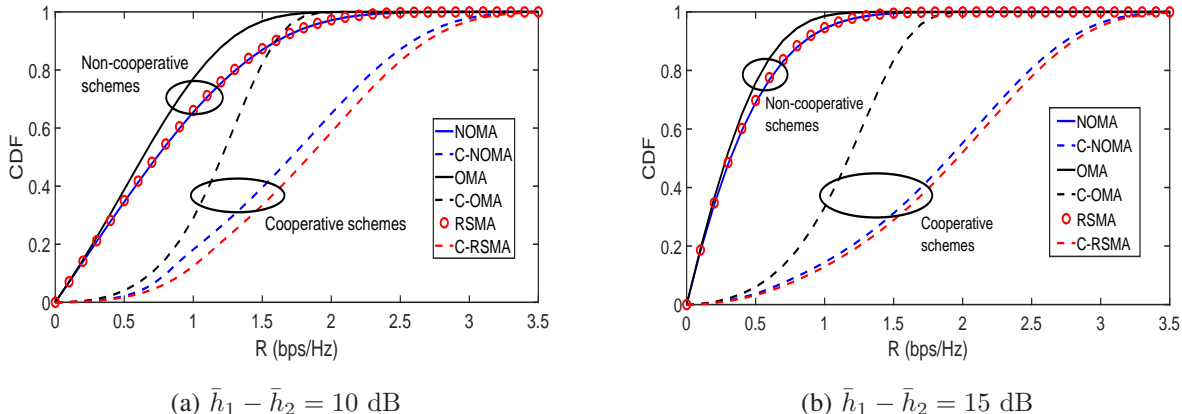 1
0.8
0.6
0.4
0.2
0
CDF
0 0.5 1 1.5 2 2.5 3 3.5
R (bps/Hz)
Non-cooperative
schemes
Cooperative schemes
NOMA
C-NOMA
OMA
C-OMA
RSMA
C-RSMA
(a) h̄₁ − h̄₂ = 10 dB
1
0.8
0.6
0.4
0.2
0
CDF
0 0.5 1 1.5 2 2.5 3 3.5
R (bps/Hz)
Non-cooperative
schemes
Cooperative
schemes
NOMA
C-NOMA
OMA
C-OMA
RSMA
C-RSMA
(b) h̄₁ − h̄₂ = 15 dB